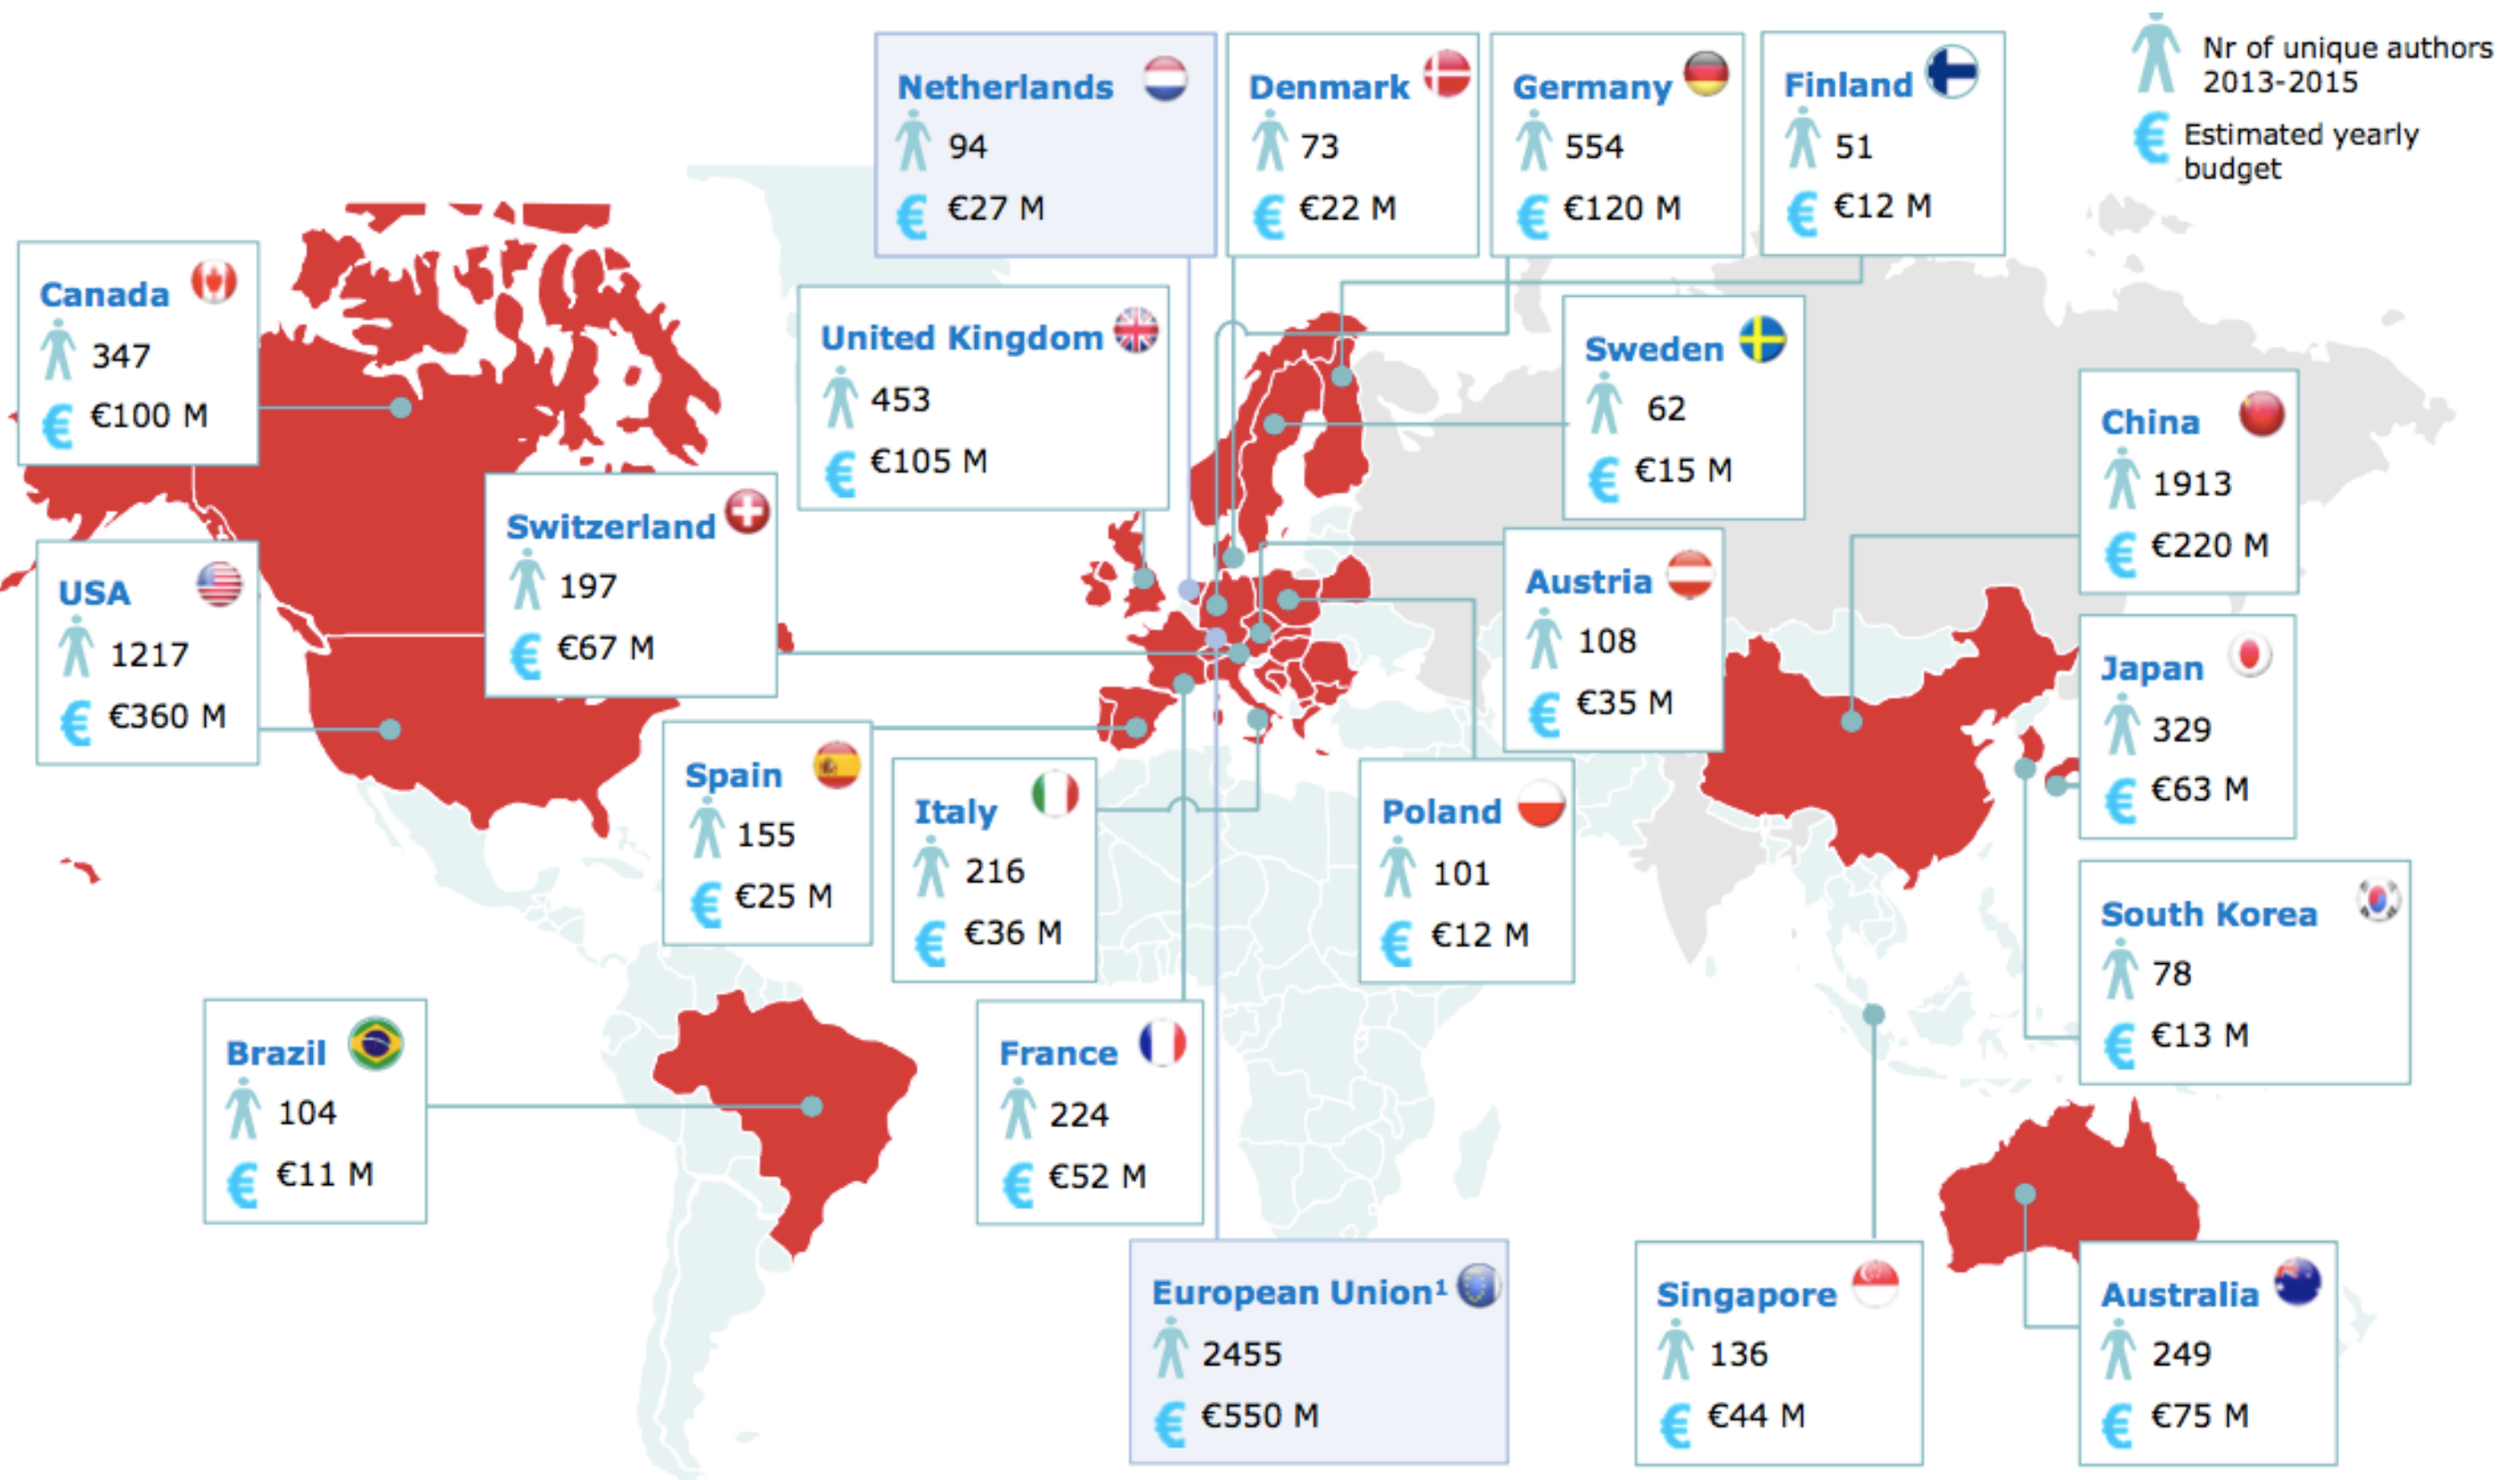 Nr of unique authors
2013-2015
€ Estimated yearly
budget
Netherlands
94
€ €27 M
Denmark
73
€ €22 M
Germany
554
€ €120 M
Finland
51
€ €12 M
Canada
347
€ €100 M
United Kingdom
453
€ €105 M
Sweden
62
€ €15 M
China
1913
€ €220 M
Switzerland
197
€ €67 M
USA
1217
€ €360 M
Austria
108
€ €35 M
Japan
329
€ €63 M
Spain
155
€ €25 M
Italy
216
€ €36 M
Poland
101
€ €12 M
South Korea
78
€ €13 M
Brazil
104
€ €11 M
France
224
€ €52 M
European Union¹
2455
€ €550 M
Singapore
136
€ €44 M
Australia
249
€ €75 M